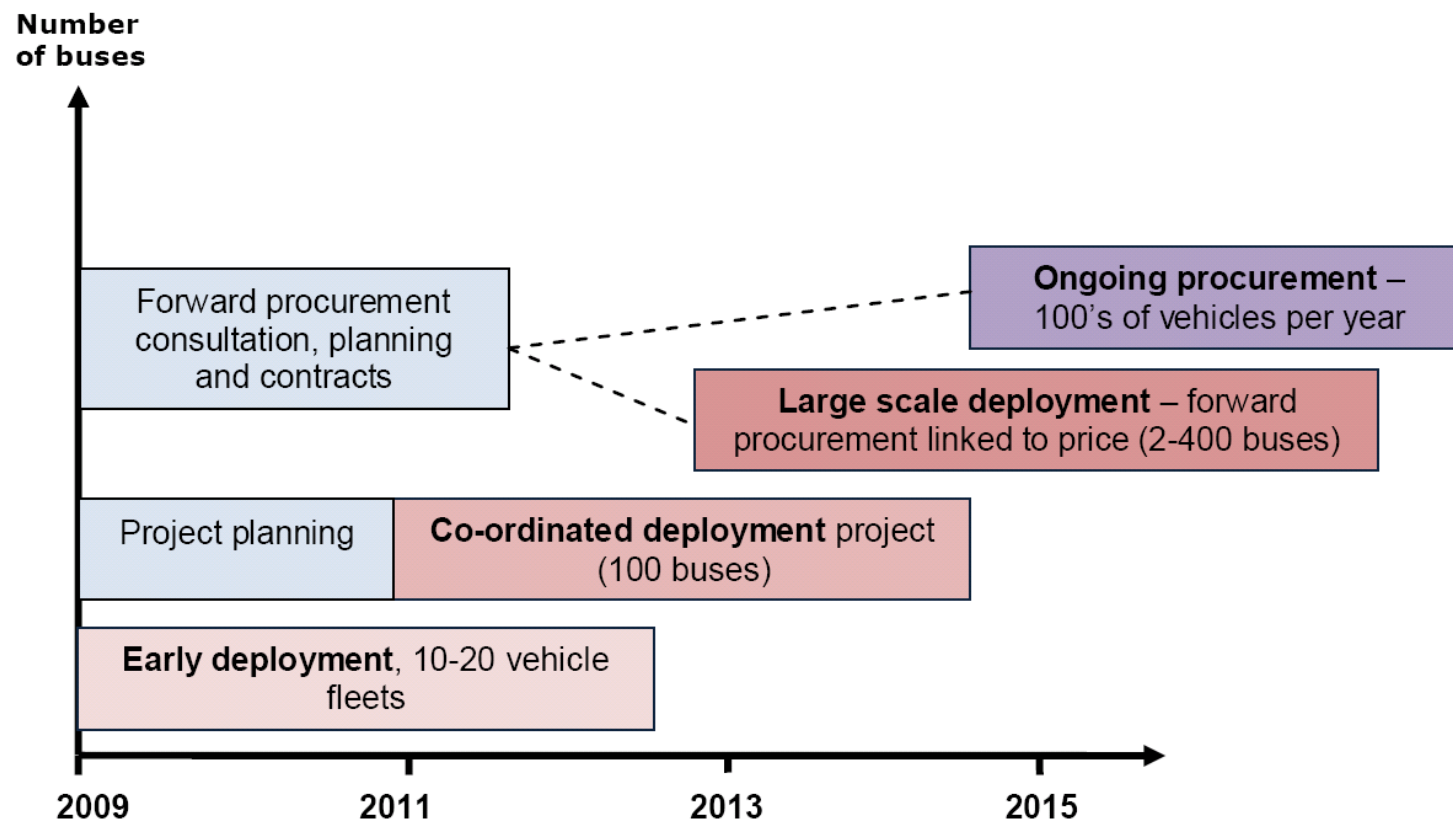 Number
of buses
Forward procurement
consultation, planning
and contracts
Ongoing procurement –
100's of vehicles per year
Large scale deployment – forward
procurement linked to price (2-400 buses)
Project planning
Co-ordinated deployment project
(100 buses)
Early deployment, 10-20 vehicle
fleets
2009
2011
2013
2015